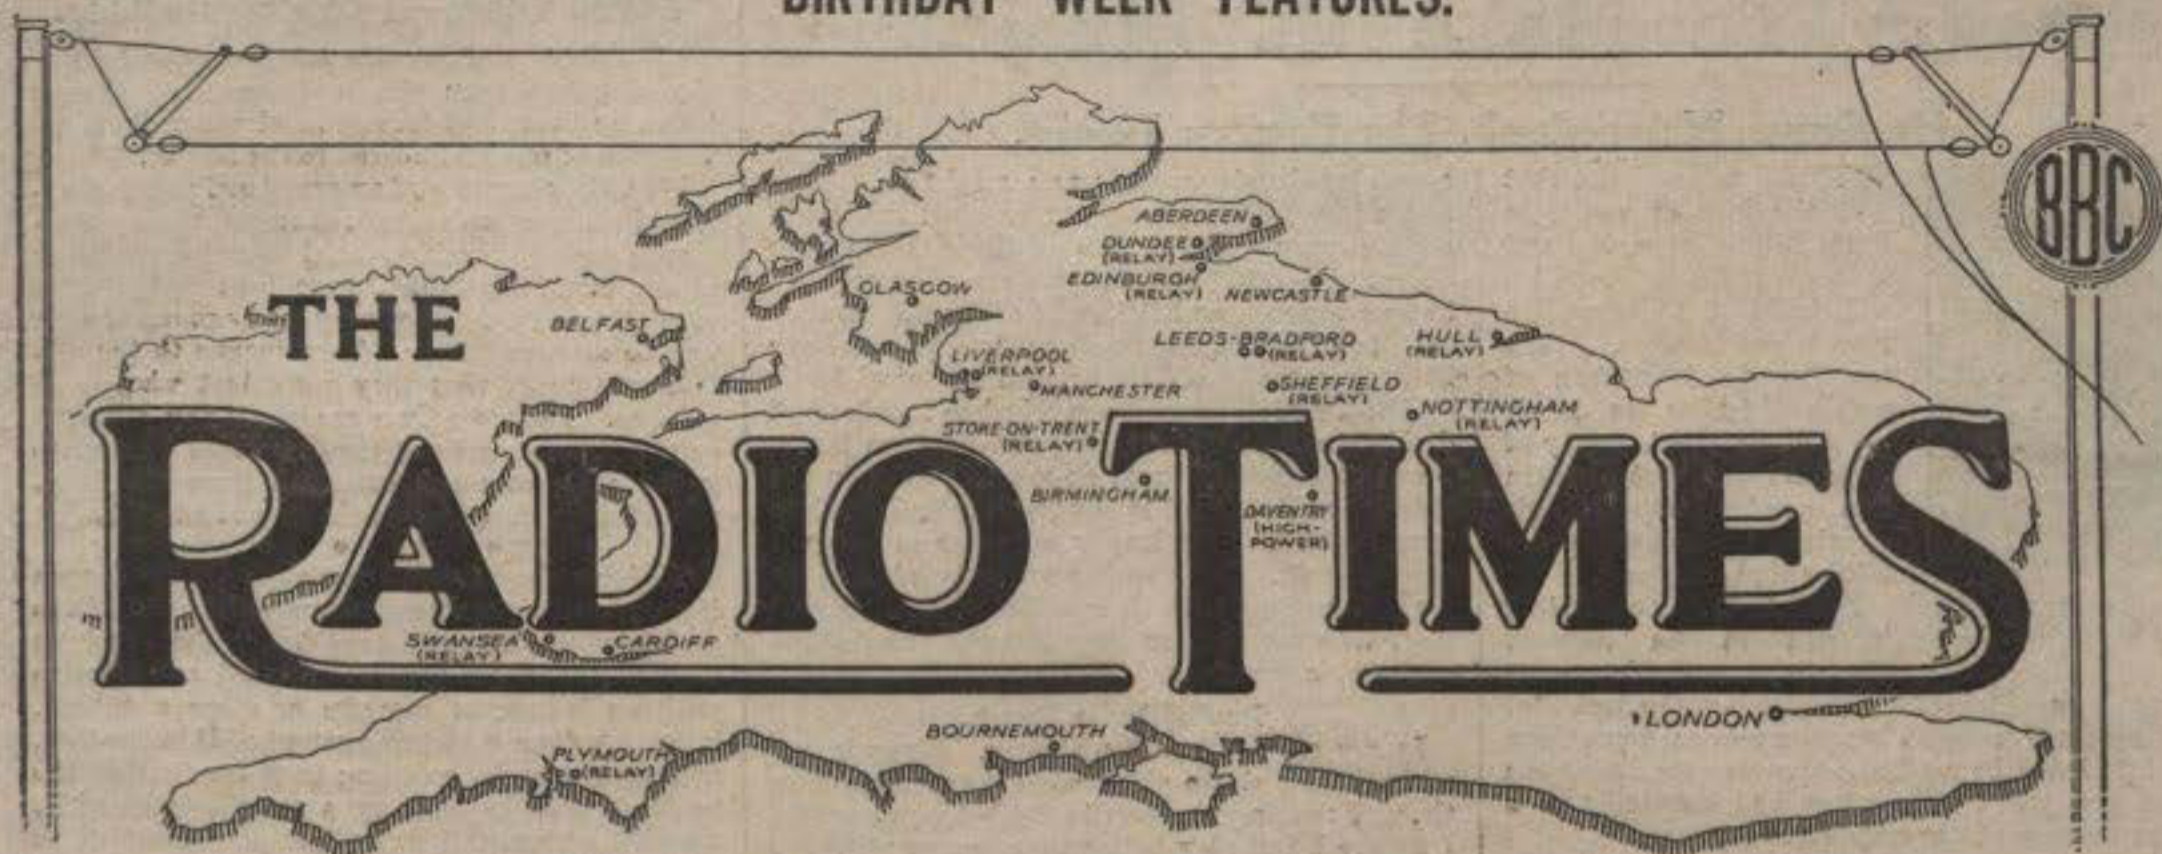 BIRTHDAY WEEK FEATURES.
BBC
ABERDEEN
DUNDEE
(RELAY)
EDINBURGH
(RELAY)
NEWCASTLE
GLASGOW
THE
BELFAST
LEEDS-BRADFORD
(RELAY)
HULL
(RELAY)
LIVERPOOL
(RELAY)
MANCHESTER
SHEFFIELD
(RELAY)
NOTTINGHAM
(RELAY)
STOKE-ON-TRENT
(RELAY)
RADIO TIMES
BIRMINGHAM
DAVENTRY
(HIGH-
POWER)
SWANSEA
(RELAY)
CARDIFF
LONDON
BOURNEMOUTH
PLYMOUTH
(RELAY)